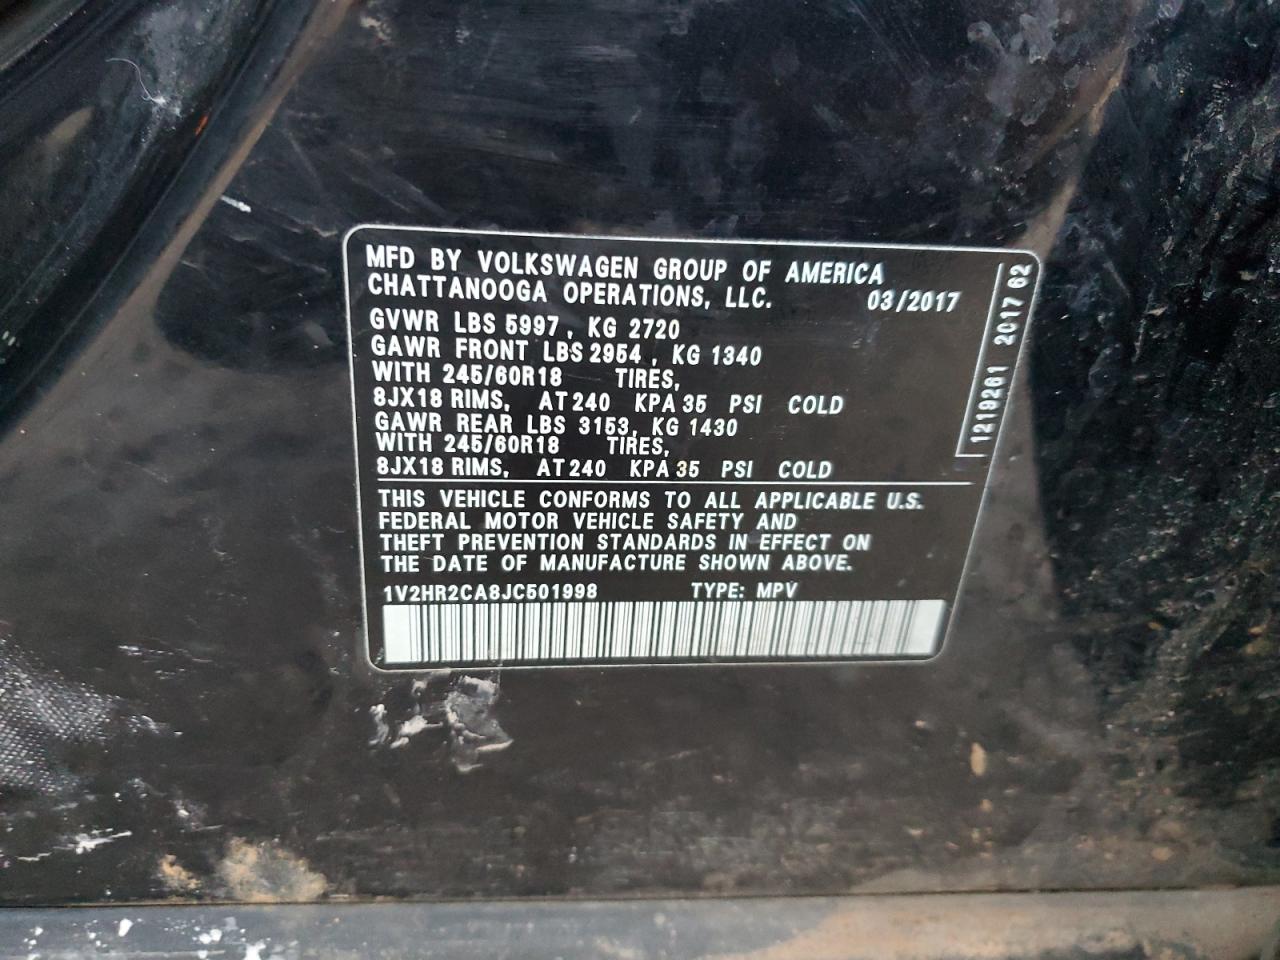 MFD BY VOLKSWAGEN GROUP OF AMERICA
CHATTANOOGA OPERATIONS, LLC. 03/2017
GVWR LBS 5997, KG 2720
GAWR FRONT LBS 2954, KG 1340
WITH 245/60R18 TIRES,
8JX18 RIMS, AT 240 KPA 35 PSI COLD
GAWR REAR LBS 3153, KG 1430
WITH 245/60R18 TIRES,
8JX18 RIMS, AT 240 KPA 35 PSI COLD
THIS VEHICLE CONFORMS TO ALL APPLICABLE U.S.
FEDERAL MOTOR VEHICLE SAFETY AND
THEFT PREVENTION STANDARDS IN EFFECT ON
THE DATE OF MANUFACTURE SHOWN ABOVE.
1V2HR2CA8JC501998 TYPE: MPV
1219261 2017 62